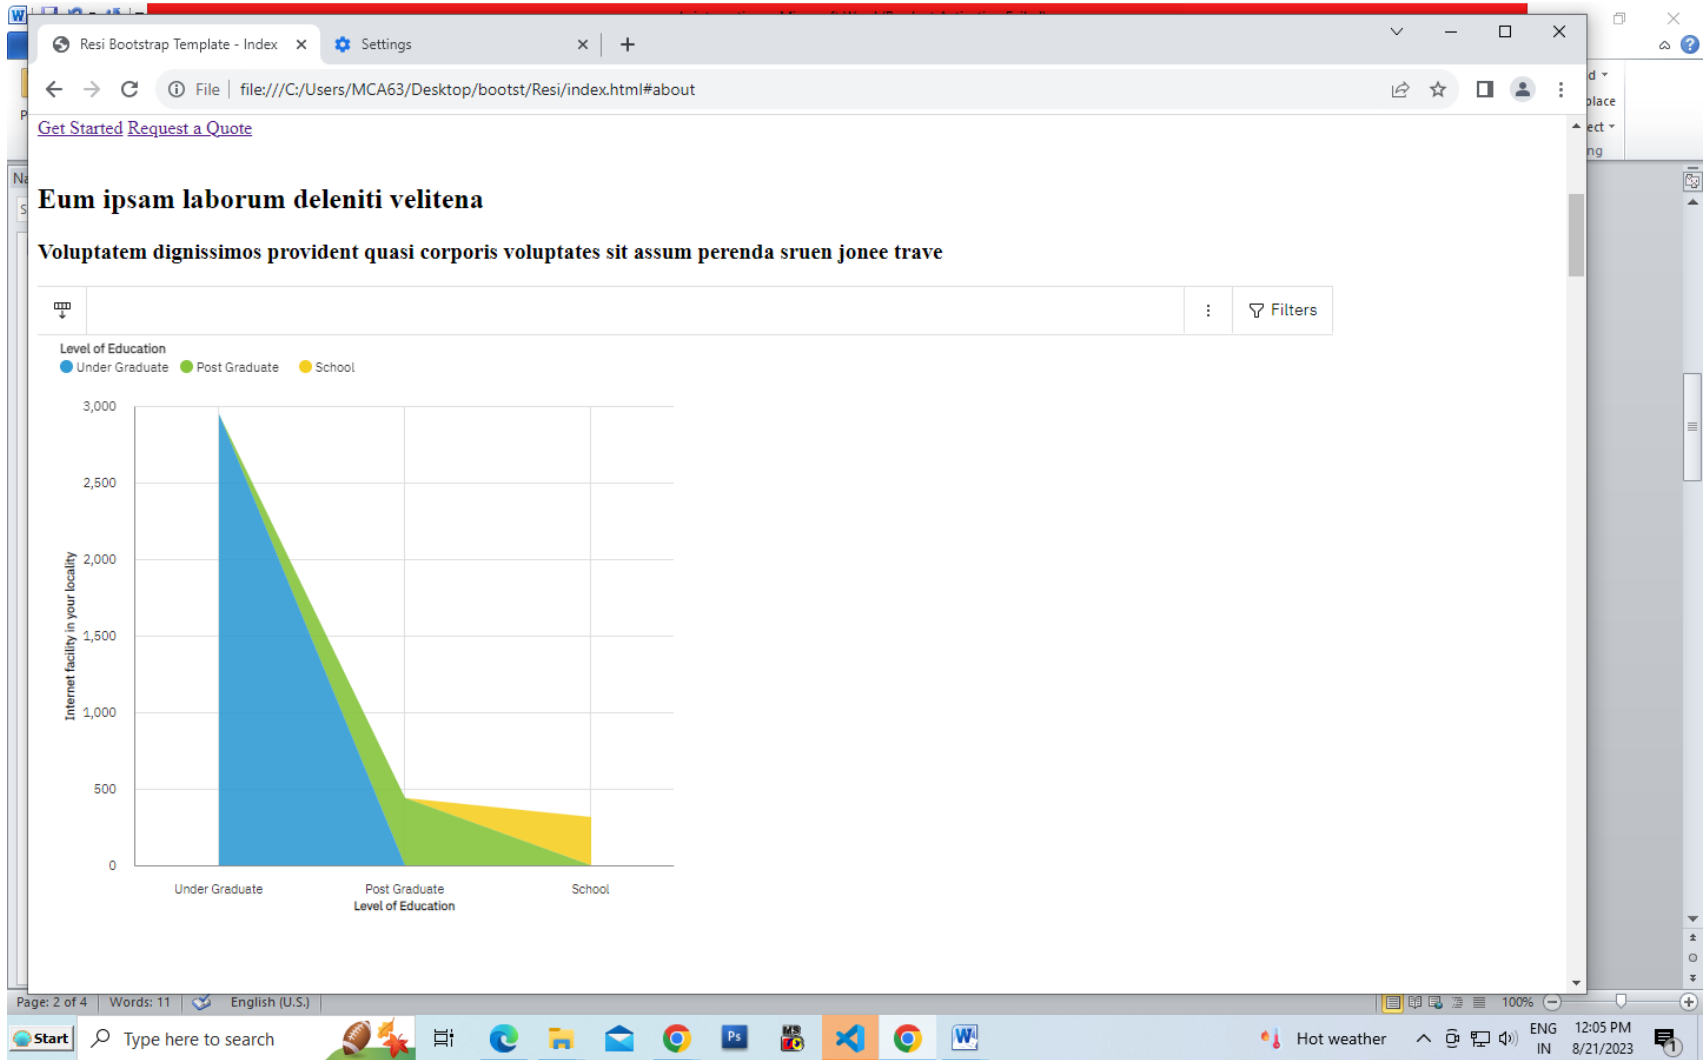 Resi Bootstrap Template - Index
Settings
File
file:///C:/Users/MCA63/Desktop/bootst/Resi/index.html#about
Get Started Request a Quote
Eum ipsam laborum deleniti velitena
Voluptatem dignissimos provident quasi corporis voluptates sit assum perenda sruen jonee trave
Filters
Level of Education
Under Graduate Post Graduate School
3,000
2,500
2,000
1,500
1,000
500
0
Internet facility in your locality
Under Graduate Post Graduate School
Level of Education
Page: 2 of 4 Words: 11 English (U.S.) 100%
Start Type here to search Ps Hot weather ENG 12:05 PM
IN 8/21/2023